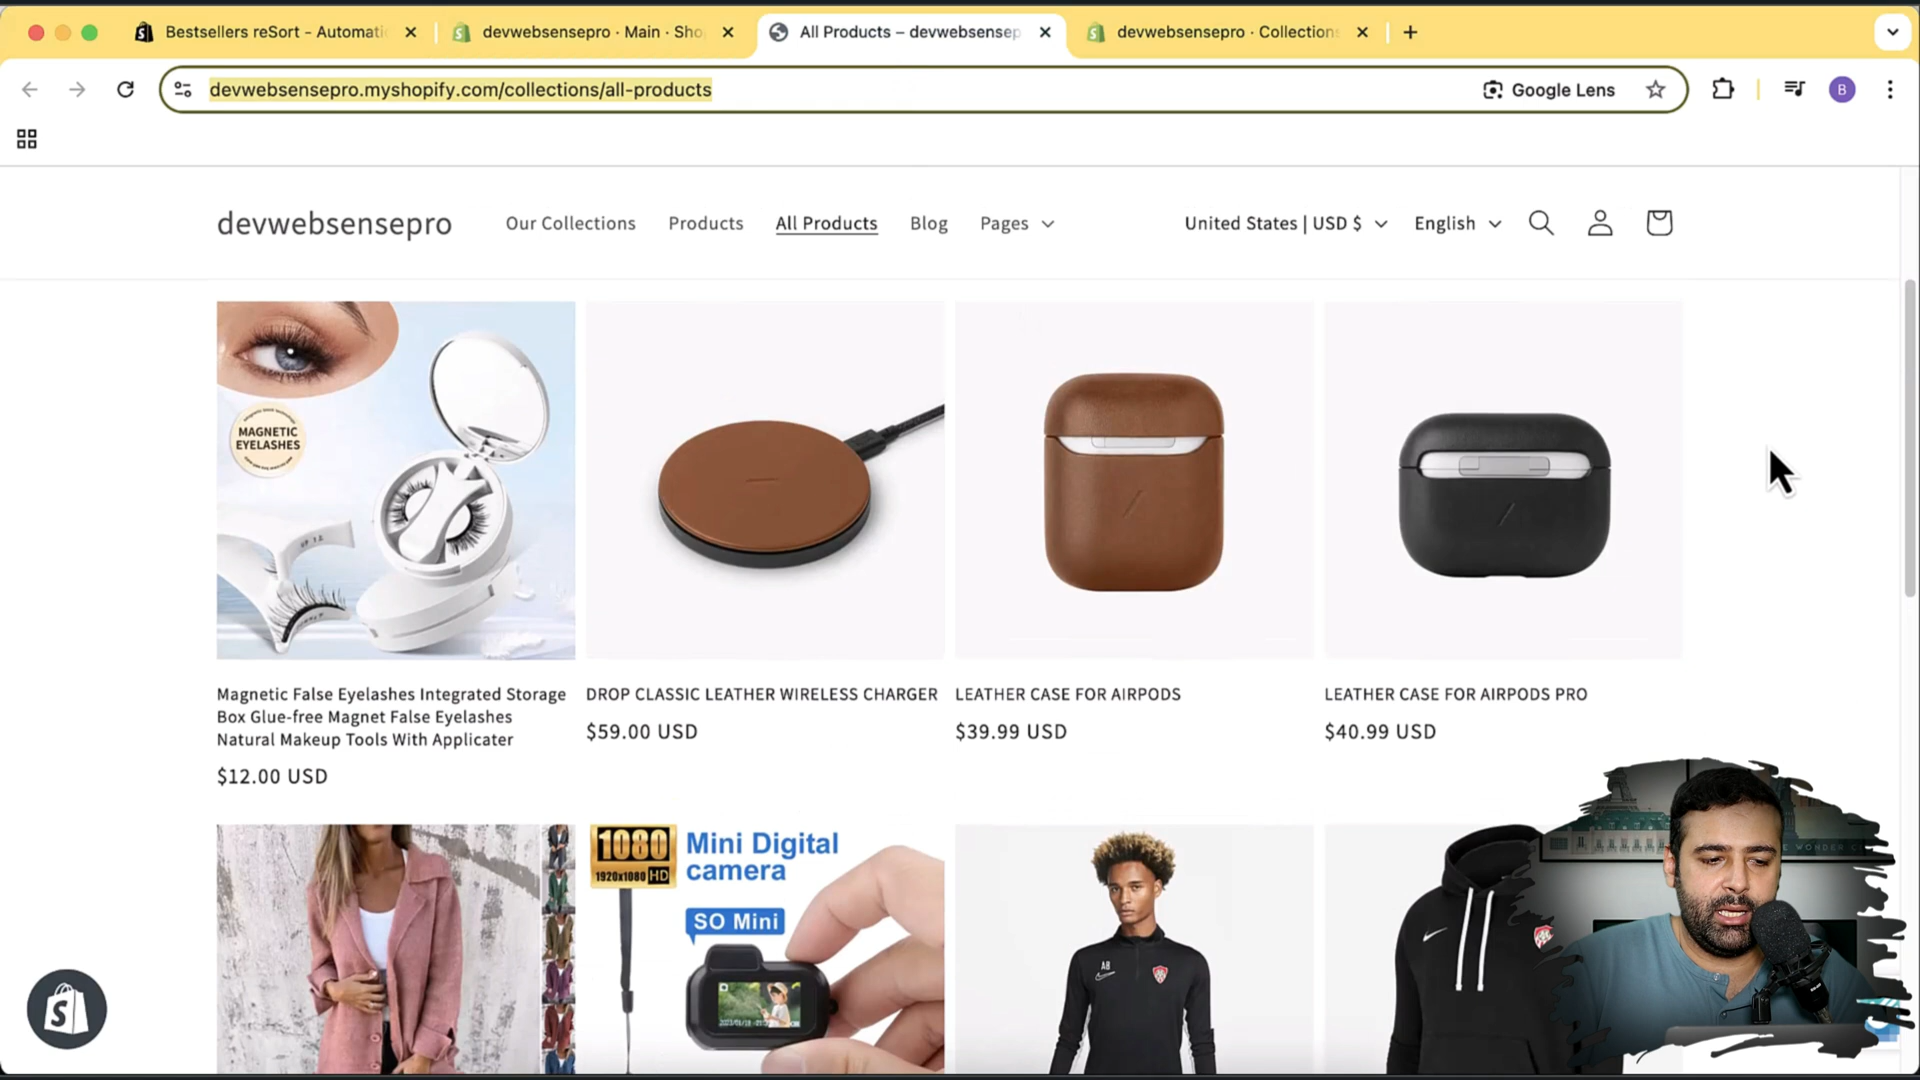 Bestsellers reSort - Automati
devwebsensepro · Main · Sho
All Products – devwebsensep
devwebsensepro · Collection
devwebsensepro.myshopify.com/collections/all-products
Google Lens
B
devwebsensepro
Our Collections
Products
All Products
Blog
Pages
United States | USD $
English
MAGNETIC
EYELASHES
Magnetic False Eyelashes Integrated Storage
Box Glue-free Magnet False Eyelashes
Natural Makeup Tools With Applicater
$12.00 USD
DROP CLASSIC LEATHER WIRELESS CHARGER
$59.00 USD
LEATHER CASE FOR AIRPODS
$39.99 USD
LEATHER CASE FOR AIRPODS PRO
$40.99 USD
1080
1920x1080 HD
Mini Digital
camera
SO Mini
AB